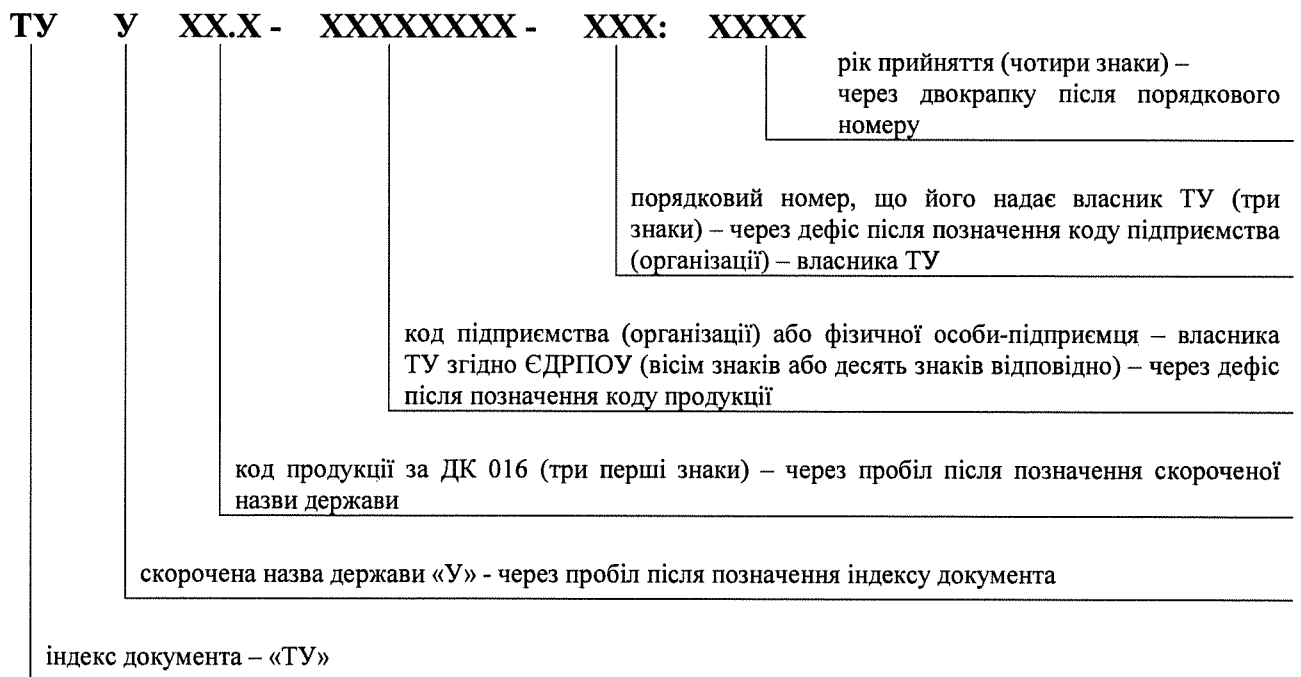 ТУ У ХХ.Х - ХХХХХХХХ - ХХХ: ХХХХ
рік прийняття (чотири знаки) –
через двокрапку після порядкового
номеру
порядковий номер, що його надає власник ТУ (три
знаки) – через дефіс після позначення коду підприємства
(організації) – власника ТУ
код підприємства (організації) або фізичної особи-підприємця – власника
ТУ згідно ЄДРПОУ (вісім знаків або десять знаків відповідно) – через дефіс
після позначення коду продукції
код продукції за ДК 016 (три перші знаки) – через пробіл після позначення скороченої
назви держави
скорочена назва держави «У» - через пробіл після позначення індексу документа
індекс документа – «ТУ»